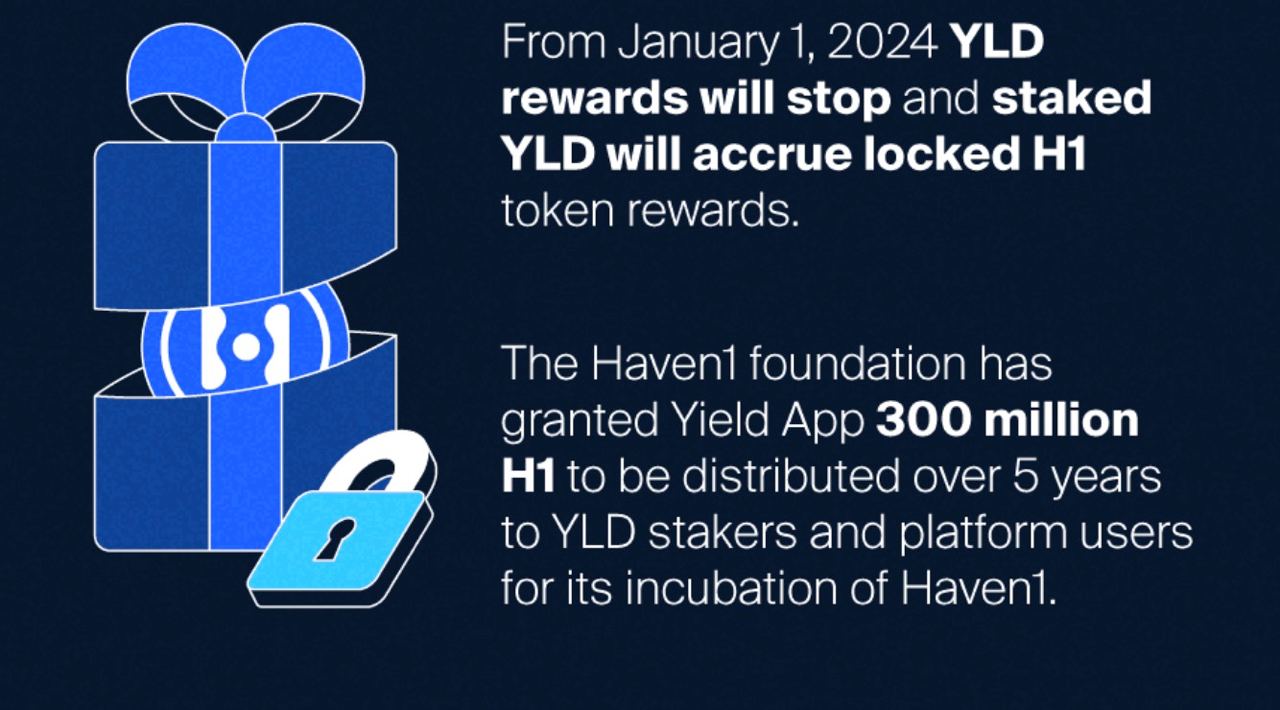 From January 1, 2024 YLD
rewards will stop and staked
YLD will accrue locked H1
token rewards.
The Haven1 foundation has
granted Yield App 300 million
H1 to be distributed over 5 years
to YLD stakers and platform users
for its incubation of Haven1.